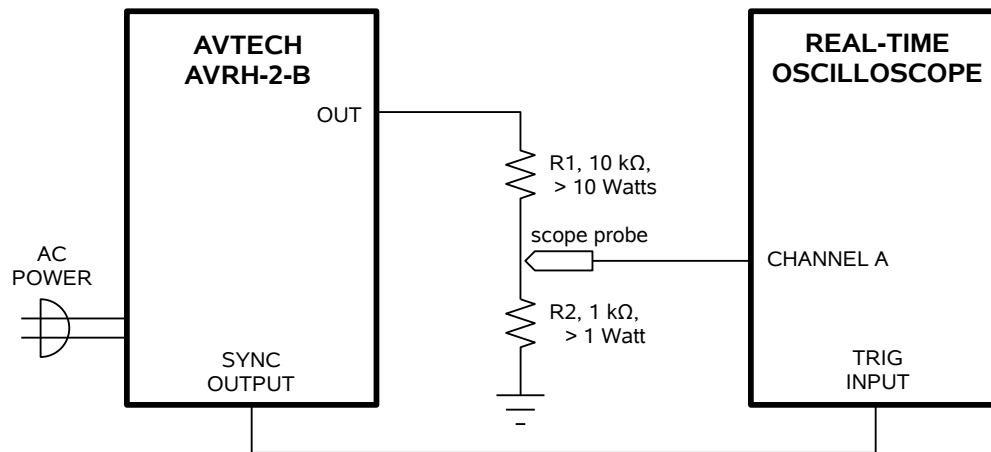 AVTECH
AVRH-2-B
OUT
AC
POWER
SYNC
OUTPUT
R1, 10 kΩ,
> 10 Watts
scope probe
R2, 1 kΩ,
> 1 Watt
REAL-TIME
OSCILLOSCOPE
CHANNEL A
TRIG
INPUT